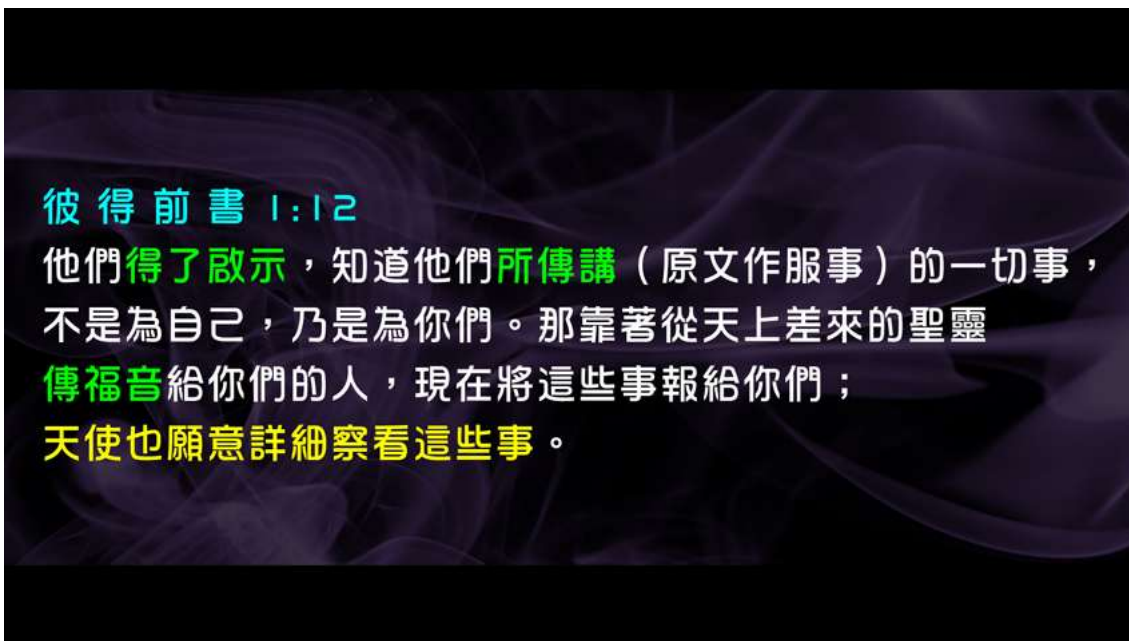 彼得前書 1:12
他們得了啟示，知道他們所傳講（原文作服事）的一切事，
不是為自己，乃是為你們。那靠著從天上差來的聖靈
傳福音給你們的人，現在將這些事報給你們；
天使也願意詳細察看這些事。